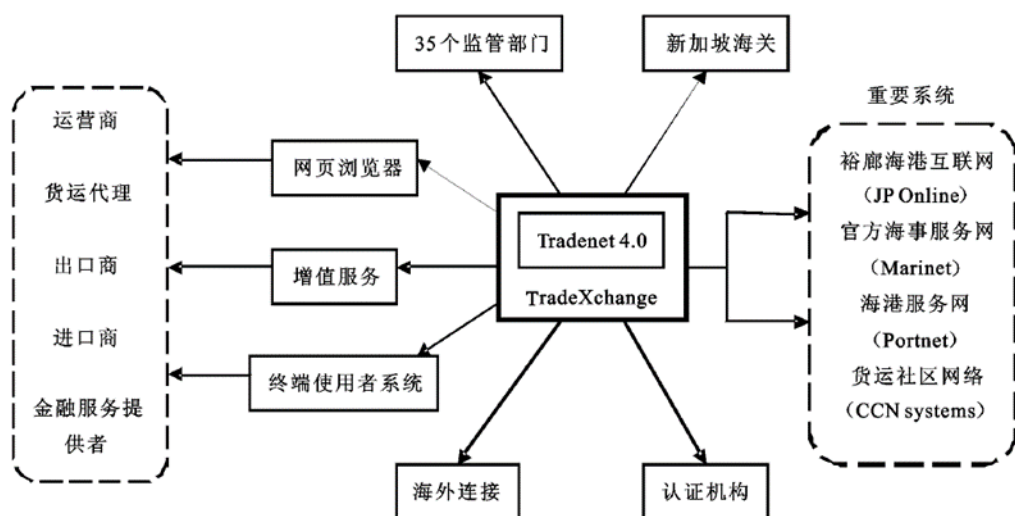 35个监管部门
新加坡海关
重要系统
运营商
货运代理
出口商
进口商
金融服务提
供者
网页浏览器
增值服务
终端使用者系统
Tradenet 4.0
TradeXchange
裕廊海港互联网
(JP Online)
官方海事服务网
(Marinet)
海港服务网
(Portnet)
货运社区网络
(CCN systems)
海外连接
认证机构